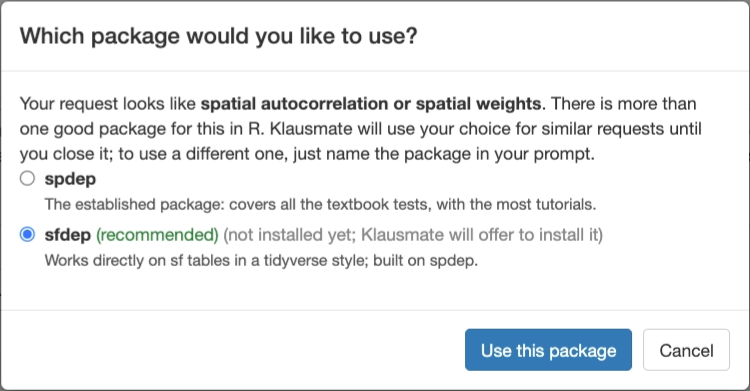 Which package would you like to use?
Your request looks like spatial autocorrelation or spatial weights. There is more than
one good package for this in R. Klausmate will use your choice for similar requests until
you close it; to use a different one, just name the package in your prompt.
spdep
The established package: covers all the textbook tests, with the most tutorials.
sfdep (recommended) (not installed yet; Klausmate will offer to install it)
Works directly on sf tables in a tidyverse style; built on spdep.
Use this package Cancel